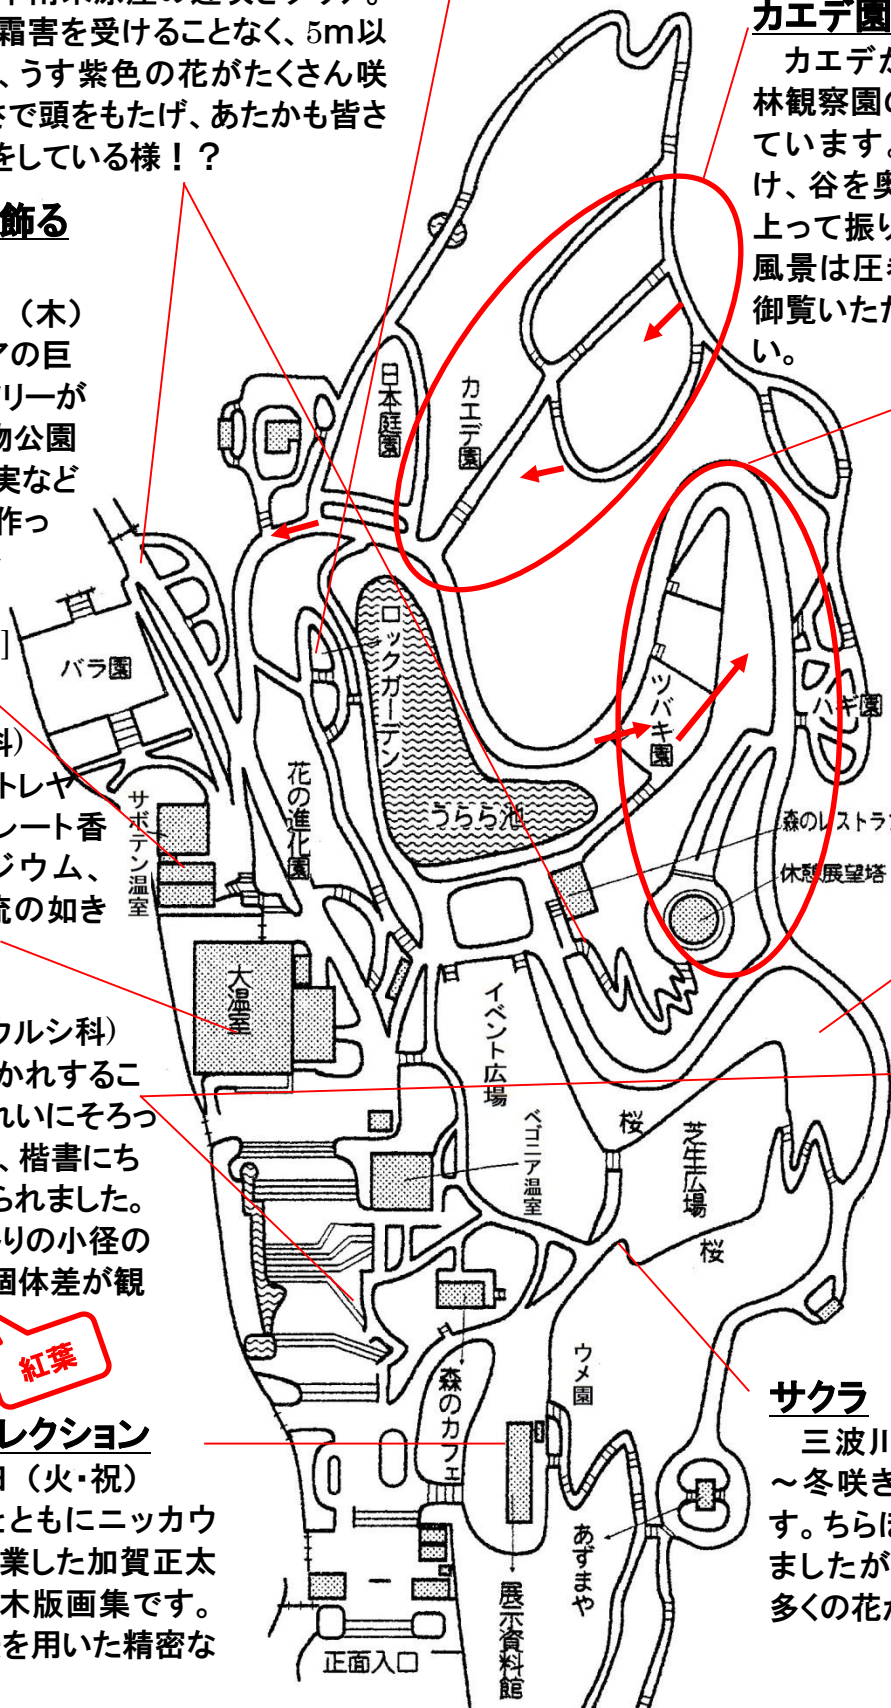 霜害を受けることなく、5m以
、うす紫色の花がたくさん咲
さで頭をもたげ、あたかも皆さ
をしている様！？
飾る
（木）
アの巨
ツリーが
物公園
実など
作っ
]
科)
トレヤ
レート香
ジウム、
流の如き
ウルシ科)
かれするこ
れいにそろっ
、楷書にち
られました。
りの小径の
個体差が観
紅葉
レクション
日（火・祝）
とともにニッカウ
業した加賀正太
木版画集です。
を用いた精密な
カエデ園
カエデが
林観察園の
ています。
け、谷を奥
上って振り
風景は圧巻
御覧いただ
い。
サクラ
三波川
～冬咲き
す。ちらほ
ましたが
多くの花が
日本庭園
カエデ園
ロックガーデン
バラ園
ツバキ園
ハギ園
花の進化園
うらら池
サボテン温室
森のレストラン
休憩展望塔
大温室
イベント広場
ベゴニア温室
桜
芝生広場
桜
ウメ園
森のカフェ
あずまや
展示資料館
正面入口